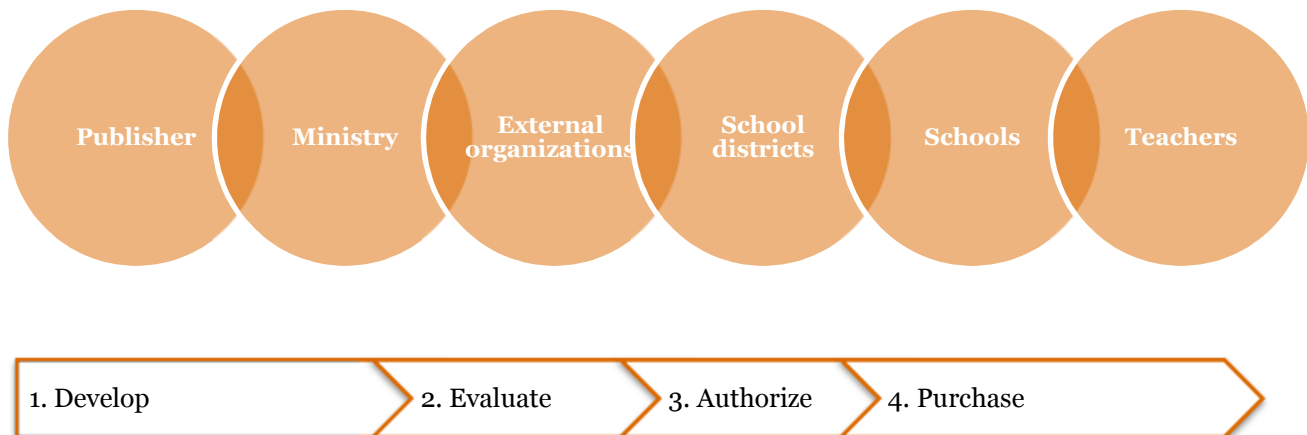 Publisher
Ministry
External
organizations
School
districts
Schools
Teachers
1. Develop
2. Evaluate
3. Authorize
4. Purchase